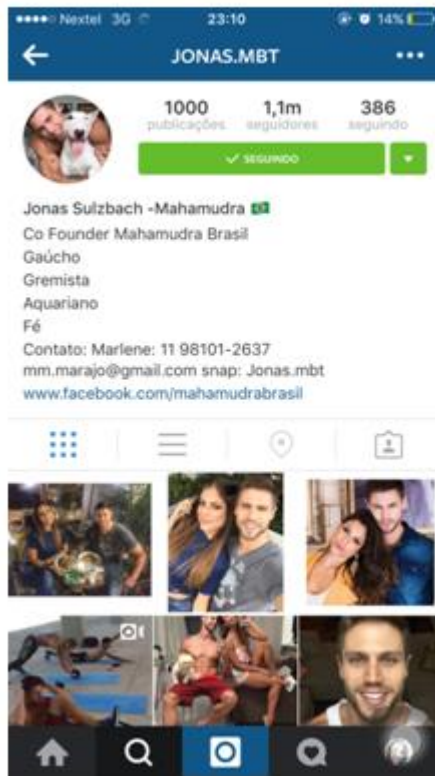 Nextel 3G 23:10 14%
JONAS.MBT
1000 1,1m 386
publicações seguidores seguindo
SEGUINDO
Jonas Sulzbach -Mahamudra
Co Founder Mahamudra Brasil
Gaúcho
Gremista
Aquariano
Fé
Contato: Marlene: 11 98101-2637
mm.marajo@gmail.com snap: Jonas.mbt
www.facebook.com/mahamudrabrasil